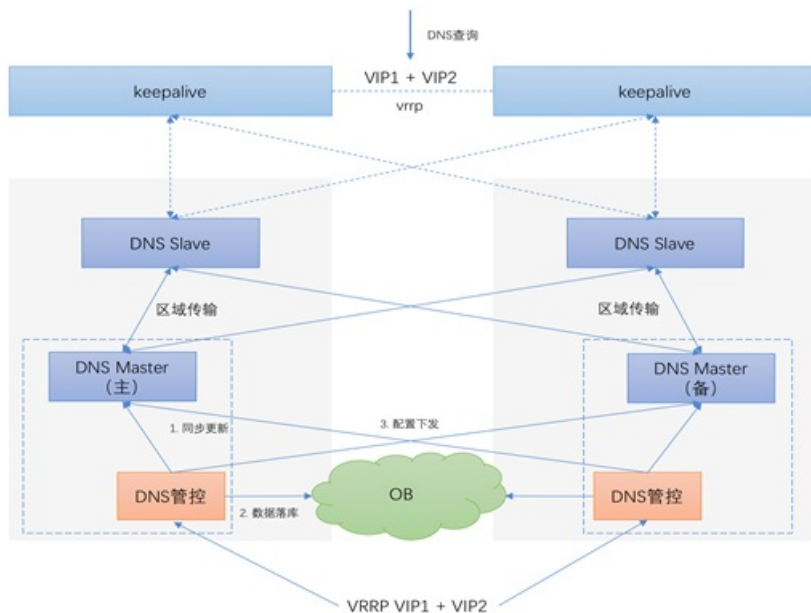 DNS查询
VIP1 + VIP2
keepalive
keepalive
vrrp
DNS Slave
DNS Slave
区域传输
区域传输
DNS Master
(主)
DNS Master
(备)
1. 同步更新
3. 配置下发
DNS管控
OB
DNS管控
2. 数据落库
VRRP VIP1 + VIP2